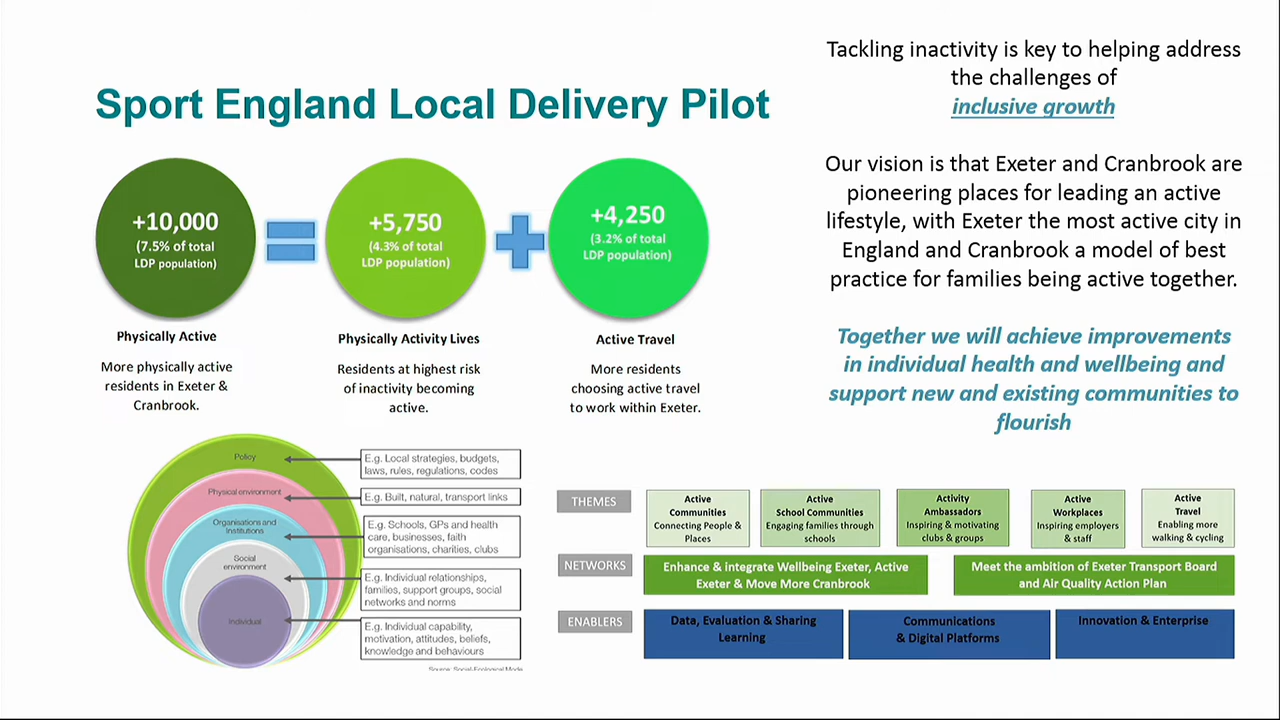 Sport England Local Delivery Pilot
+10,000
(7.5% of total
LDP population)
+5,750
(4.3% of total
LDP population)
+4,250
(3.2% of total
LDP population)
Physically Active
More physically active
residents in Exeter &
Cranbrook.
Physically Activity Lives
Residents at highest risk
of inactivity becoming
active.
Active Travel
More residents
choosing active travel
to work within Exeter.
Tackling inactivity is key to helping address
the challenges of
inclusive growth
Our vision is that Exeter and Cranbrook are
pioneering places for leading an active
lifestyle, with Exeter the most active city in
England and Cranbrook a model of best
practice for families being active together.
Together we will achieve improvements
in individual health and wellbeing and
support new and existing communities to
flourish
Policy
E.g. Local strategies, budgets,
laws, rules, regulations, codes
Physical environment
E.g. Built, natural, transport links
Organisations and
Institutions
E.g. Schools, GPs and health
care, businesses, faith
organisations, charities, clubs
Social
environment
E.g. Individual relationships,
families, support groups, social
networks and norms
Individual
E.g. Individual capability,
motivation, attitudes, beliefs,
knowledge and behaviours
Source: Social-Ecological Mode
THEMES
Active
Communities
Connecting People &
Places
Active
School Communities
Engaging families through
schools
Activity
Ambassadors
Inspiring & motivating
clubs & groups
Active
Workplaces
Inspiring employers
& staff
Active
Travel
Enabling more
walking & cycling
NETWORKS
Enhance & integrate Wellbeing Exeter, Active
Exeter & Move More Cranbrook
Meet the ambition of Exeter Transport Board
and Air Quality Action Plan
ENABLERS
Data, Evaluation & Sharing
Learning
Communications
& Digital Platforms
Innovation & Enterprise